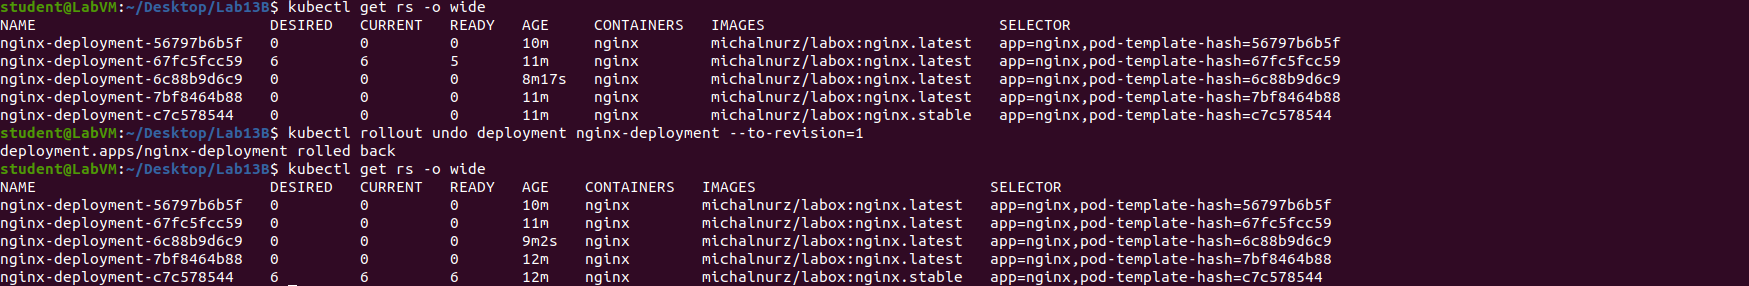 student@LabVM:~/Desktop/Lab13B$ kubectl get rs -o wide
NAME                          DESIRED   CURRENT   READY   AGE     CONTAINERS   IMAGES                          SELECTOR
nginx-deployment-56797b6b5f   0         0         0       10m     nginx        michalnurz/labox:nginx.latest   app=nginx,pod-template-hash=56797b6b5f
nginx-deployment-67fc5fcc59   6         6         5       11m     nginx        michalnurz/labox:nginx.latest   app=nginx,pod-template-hash=67fc5fcc59
nginx-deployment-6c88b9d6c9   0         0         0       8m17s   nginx        michalnurz/labox:nginx.latest   app=nginx,pod-template-hash=6c88b9d6c9
nginx-deployment-7bf8464b88   0         0         0       11m     nginx        michalnurz/labox:nginx.latest   app=nginx,pod-template-hash=7bf8464b88
nginx-deployment-c7c578544    0         0         0       11m     nginx        michalnurz/labox:nginx.stable   app=nginx,pod-template-hash=c7c578544
student@LabVM:~/Desktop/Lab13B$ kubectl rollout undo deployment nginx-deployment --to-revision=1
deployment.apps/nginx-deployment rolled back
student@LabVM:~/Desktop/Lab13B$ kubectl get rs -o wide
NAME                          DESIRED   CURRENT   READY   AGE    CONTAINERS   IMAGES                          SELECTOR
nginx-deployment-56797b6b5f   0         0         0       10m    nginx        michalnurz/labox:nginx.latest   app=nginx,pod-template-hash=56797b6b5f
nginx-deployment-67fc5fcc59   0         0         0       11m    nginx        michalnurz/labox:nginx.latest   app=nginx,pod-template-hash=67fc5fcc59
nginx-deployment-6c88b9d6c9   0         0         0       9m2s   nginx        michalnurz/labox:nginx.latest   app=nginx,pod-template-hash=6c88b9d6c9
nginx-deployment-7bf8464b88   0         0         0       12m    nginx        michalnurz/labox:nginx.latest   app=nginx,pod-template-hash=7bf8464b88
nginx-deployment-c7c578544    6         6         6       12m    nginx        michalnurz/labox:nginx.stable   app=nginx,pod-template-hash=c7c578544